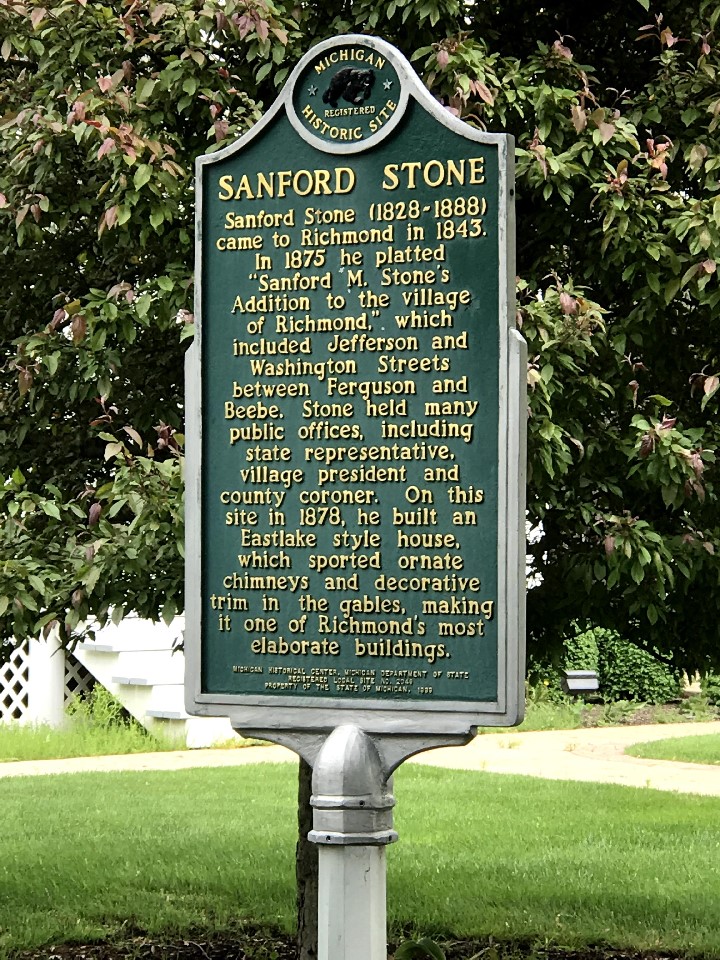 MICHIGAN
REGISTERED
HISTORIC SITE
SANFORD STONE
Sanford Stone (1828-1888)
came to Richmond in 1843.
In 1875 he platted
"Sanford M. Stone's
Addition to the village
of Richmond," which
included Jefferson and
Washington Streets
between Ferguson and
Beebe. Stone held many
public offices, including
state representative,
village president and
county coroner. On this
site in 1878, he built an
Eastlake style house,
which sported ornate
chimneys and decorative
trim in the gables, making
it one of Richmond's most
elaborate buildings.
MICHIGAN HISTORICAL CENTER, MICHIGAN DEPARTMENT OF STATE
REGISTERED LOCAL SITE NO.
PROPERTY OF THE STATE OF MICHIGAN,